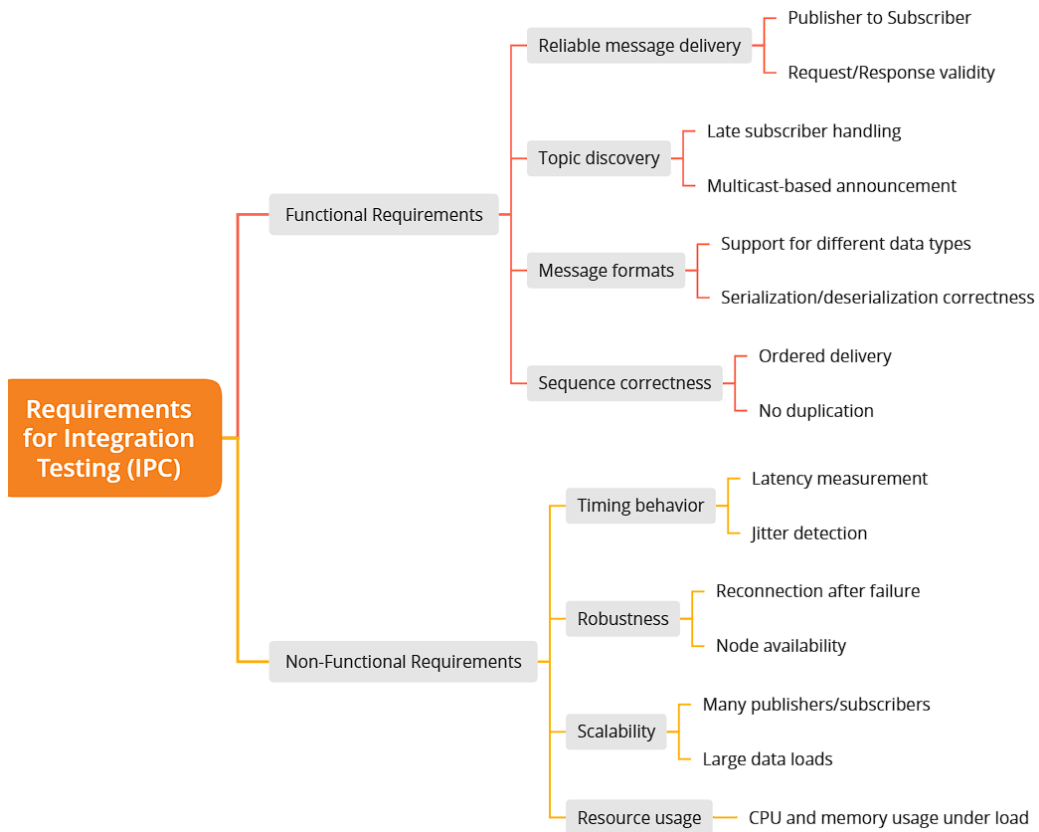 Requirements
for Integration
Testing (IPC)
Functional Requirements
Reliable message delivery
Publisher to Subscriber
Request/Response validity
Topic discovery
Late subscriber handling
Multicast-based announcement
Message formats
Support for different data types
Serialization/deserialization correctness
Sequence correctness
Ordered delivery
No duplication
Non-Functional Requirements
Timing behavior
Latency measurement
Jitter detection
Robustness
Reconnection after failure
Node availability
Scalability
Many publishers/subscribers
Large data loads
Resource usage
CPU and memory usage under load